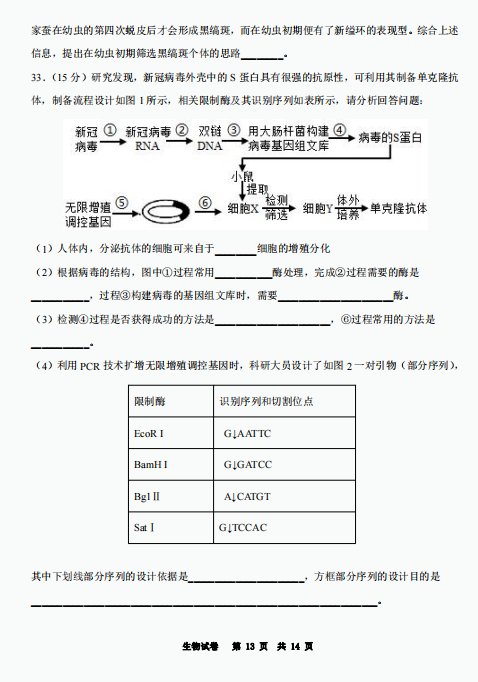 家蚕在幼虫的第四次蜕皮后才会形成黑缟斑，而在幼虫初期便有了新缢环的表现型。综合上述
信息，提出在幼虫初期筛选黑缟斑个体的思路________。
33.（15 分）研究发现，新冠病毒外壳中的 S 蛋白具有很强的抗原性，可利用其制备单克隆抗
体，制备流程设计如图 1 所示，相关限制酶及其识别序列如表所示，请分析回答问题：
新冠病毒 ① 新冠病毒RNA ② 双链DNA ③ 用大肠杆菌构建病毒基因组文库 ④ 病毒的S蛋白
小鼠
提取
无限增殖调控基因 ⑤ ⑥ 细胞X 检测筛选 细胞Y 体外培养 单克隆抗体
（1）人体内，分泌抗体的细胞可来自于________细胞的增殖分化
（2）根据病毒的结构，图中①过程常用___________酶处理，完成②过程需要的酶是
___________，过程③构建病毒的基因组文库时，需要______________________酶。
（3）检测④过程是否获得成功的方法是______________________，⑥过程常用的方法是
___________。
（4）利用 PCR 技术扩增无限增殖调控基因时，科研大员设计了如图 2 一对引物（部分序列），
限制酶 识别序列和切割位点
EcoR I G↓AATTC
BamH I G↓GATCC
Bg1Ⅱ A↓CATGT
SatⅠ G↓TCCAC
其中下划线部分序列的设计依据是______________________，方框部分序列的设计目的是
__________________________________________________________________。
生物试卷 第 13 页 共 14 页